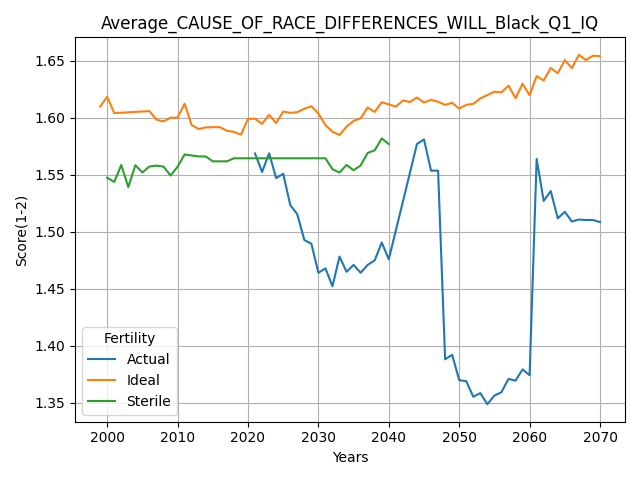 Average_CAUSE_OF_RACE_DIFFERENCES_WILL_Black_Q1_IQ
Score(1-2)
1.65
1.60
1.55
1.50
1.45
1.40
1.35
Fertility
Actual
Ideal
Sterile
2000 2010 2020 2030 2040 2050 2060 2070
Years